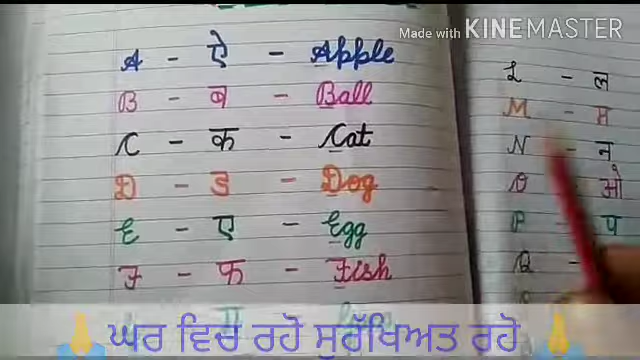 Made with KINEMASTER
A - ऐ - Apple
B - ब - Ball
C - क - Cat
D - ड - Dog
E - ए - Egg
F - फ - Fish
L - ल
M - म
N - न
O - ओ
P - प
Q -
ਘਰ ਵਿਚ ਰਹੋ ਸੁਰੱਖਿਅਤ ਰਹੋ